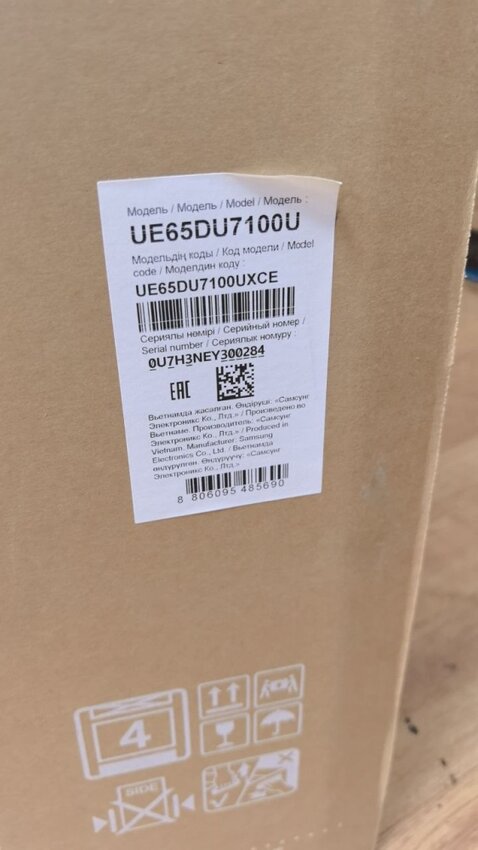 Модель / Модель / Model / Модель :
UE65DU7100U
Модельдің коды / Код модели / Model
code / Моделдин коду :
UE65DU7100UXCE
Сериялы нөмірі / Серийный номер /
Serial number / Сериялык номуру :
0U7H3NEY300284
EAC
Вьетнамда жасалған. Өндіруші: «Самсунг
Электроникс Ко., Лтд.» / Произведено во
Вьетнаме. Производитель: «Самсунг
Электроникс Ко., Лтд.» / Produced in
Vietnam. Manufacturer: Samsung
Electronics Co., Ltd. / Вьетнамда
өндүрүлгөн. Өндүрүүчү: «Самсунг
Электроникс Ко., Лтд.»
8 806095 485690
4
SIDE